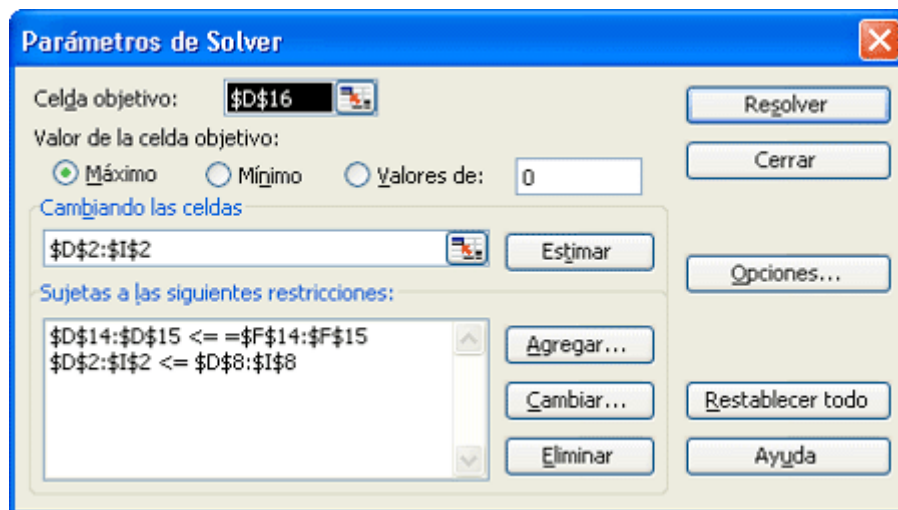 Parámetros de Solver
Celda objetivo: $D$16
Resolver
Valor de la celda objetivo:
Máximo Mínimo Valores de: 0
Cerrar
Cambiando las celdas
$D$2:$I$2 Estimar
Opciones...
Sujetas a las siguientes restricciones:
$D$14:$D$15 <= =$F$14:$F$15
$D$2:$I$2 <= $D$8:$I$8
Agregar...
Cambiar...
Restablecer todo
Eliminar
Ayuda